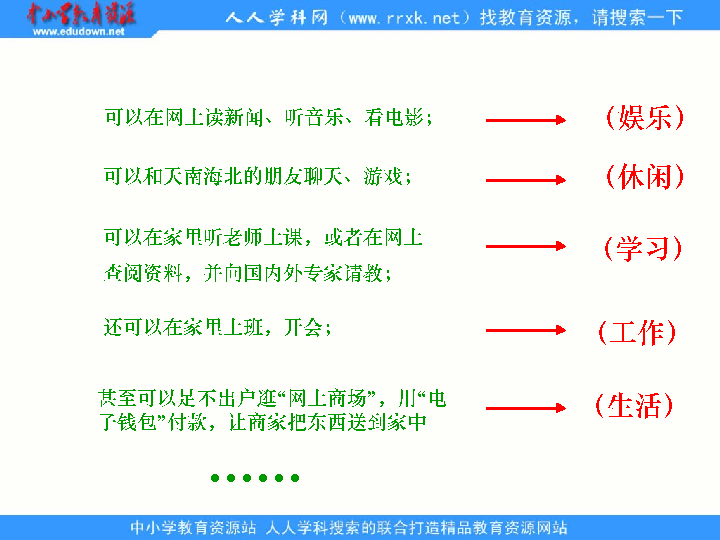 中小学教育资源
www.edudown.net
人人学科网（www.rrxk.net）找教育资源，请搜索一下
可以在网上读新闻、听音乐、看电影； （娱乐）
可以和天南海北的朋友聊天、游戏； （休闲）
可以在家里听老师上课，或者在网上
查阅资料，并向国内外专家请教； （学习）
还可以在家里上班，开会； （工作）
甚至可以足不出户逛“网上商场”，用“电
子钱包”付款，让商家把东西送到家中 （生活）
······
中小学教育资源站 人人学科搜索的联合打造精品教育资源网站